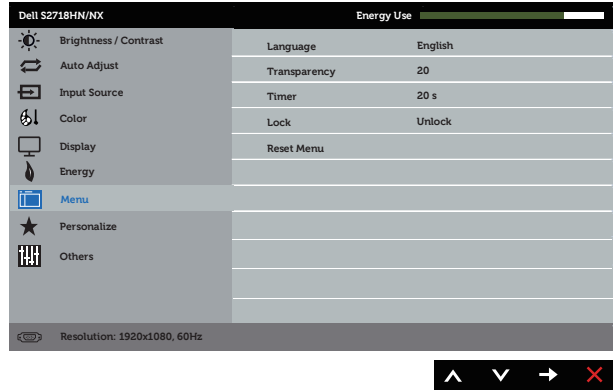 Dell S2718HN/NX Energy Use
Brightness / Contrast
Auto Adjust
Input Source
Color
Display
Energy
Menu
Personalize
Others
Language English
Transparency 20
Timer 20 s
Lock Unlock
Reset Menu
Resolution: 1920x1080, 60Hz